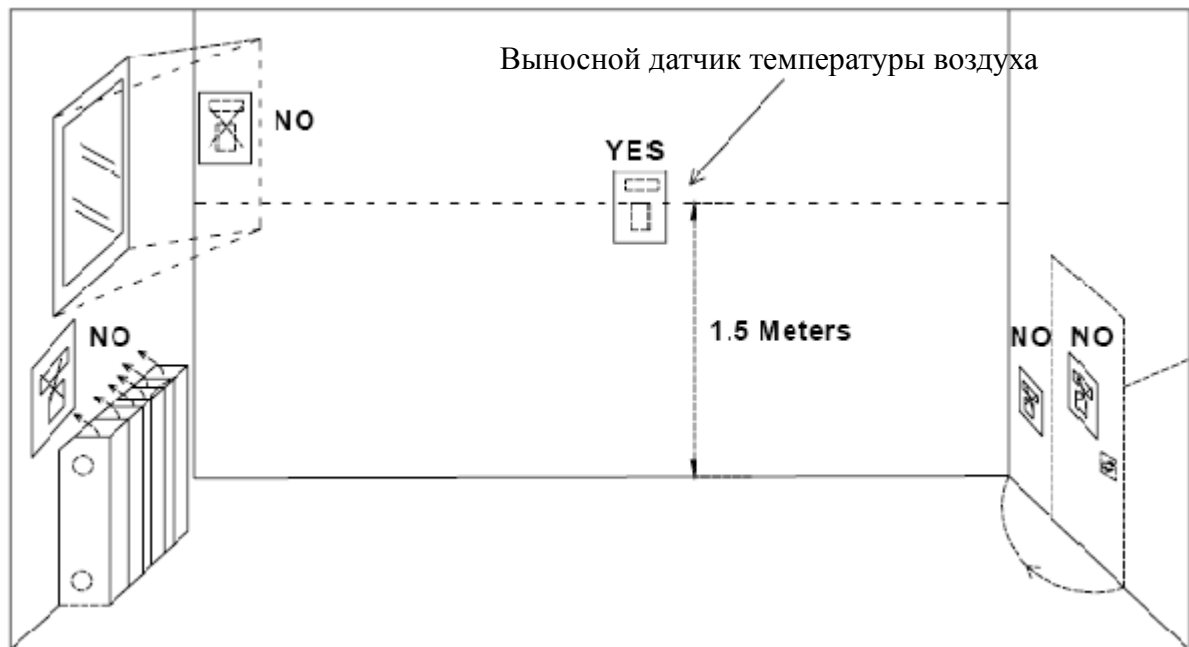 Выносной датчик температуры воздуха
NO
YES
1.5 Meters
NO
NO NO